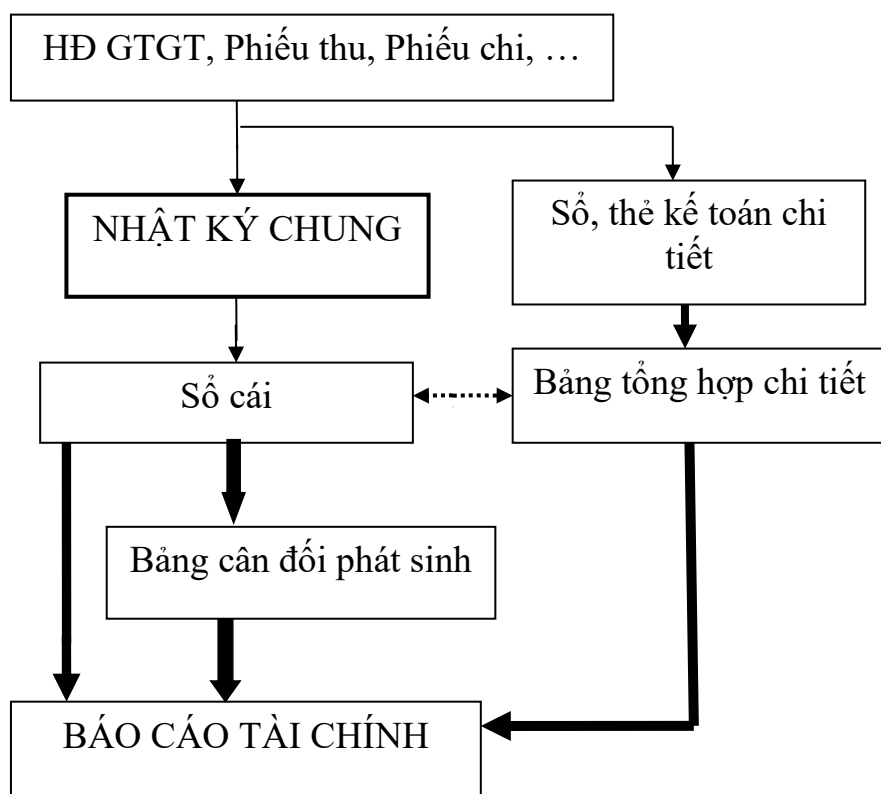 HĐ GTGT, Phiếu thu, Phiếu chi, …
NHẬT KÝ CHUNG
Sổ, thẻ kế toán chi
tiết
Sổ cái
Bảng tổng hợp chi tiết
Bảng cân đối phát sinh
BÁO CÁO TÀI CHÍNH